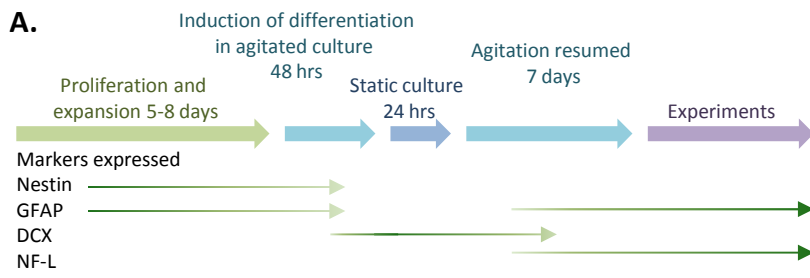 A.
Induction of differentiation
in agitated culture
48 hrs
Agitation resumed
7 days
Proliferation and
expansion 5-8 days
Static culture
24 hrs
Experiments
Markers expressed
Nestin
GFAP
DCX
NF-L